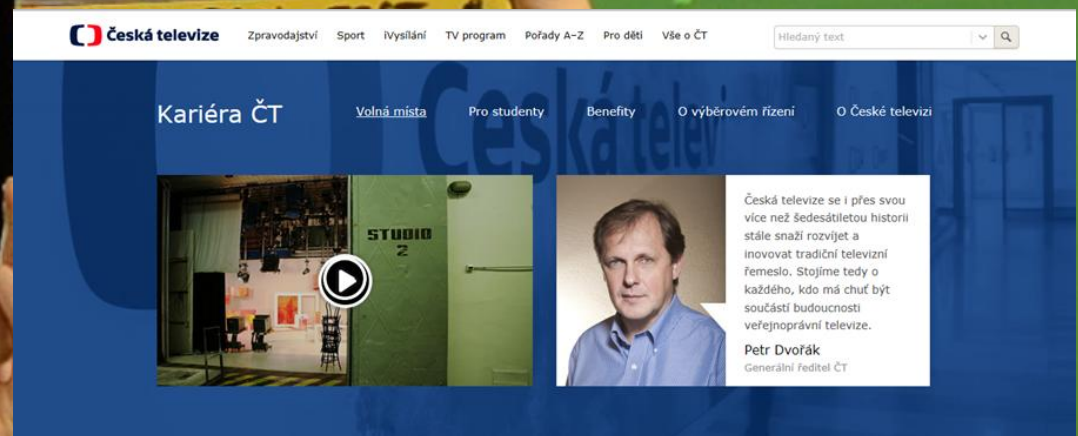 Česká televize
Zpravodajství Sport iVysílání TV program Pořady A–Z Pro děti Vše o ČT
Hledaný text
Kariéra ČT
Volná místa Pro studenty Benefity O výběrovém řízení O České televizi
Česká telev
STUDIO
2
Česká televize se i přes svou
více než šedesátiletou historii
stále snaží rozvíjet a
inovovat tradiční televizní
řemeslo. Stojíme tedy o
každého, kdo má chuť být
součástí budoucnosti
veřejnoprávní televize.
Petr Dvořák
Generální ředitel ČT